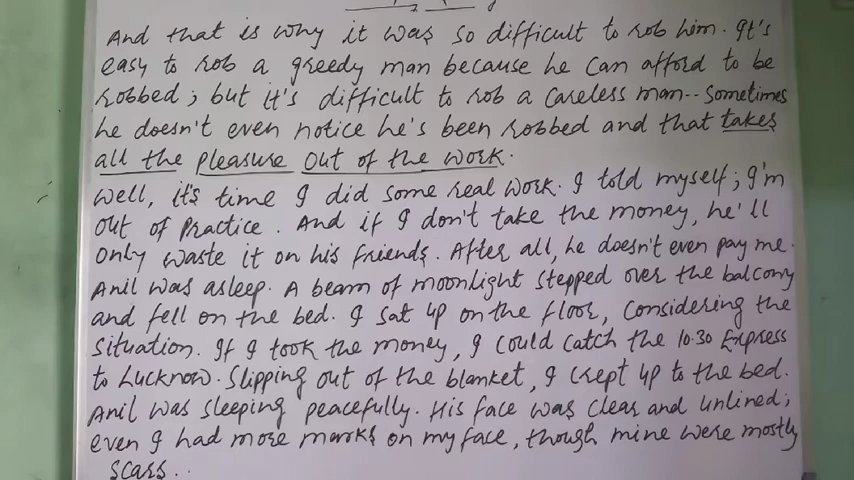 And that is why it was so difficult to rob him. It's
easy to rob a greedy man because he can afford to be
robbed; but it's difficult to rob a careless man-- Sometimes
he doesn't even notice he's been robbed and that takes
all the pleasure out of the work.
Well, it's time I did some real work. I told myself; I'm
out of practice. And if I don't take the money, he'll
only waste it on his friends. After all, he doesn't even pay me.
Anil was asleep. A beam of moonlight stepped over the balcony
and fell on the bed. I sat up on the floor, considering the
situation. If I took the money, I could catch the 10.30 Express
to Lucknow. Slipping out of the blanket, I crept up to the bed.
Anil was sleeping peacefully. His face was clear and unlined;
even I had more marks on my face, though mine were mostly
scars..